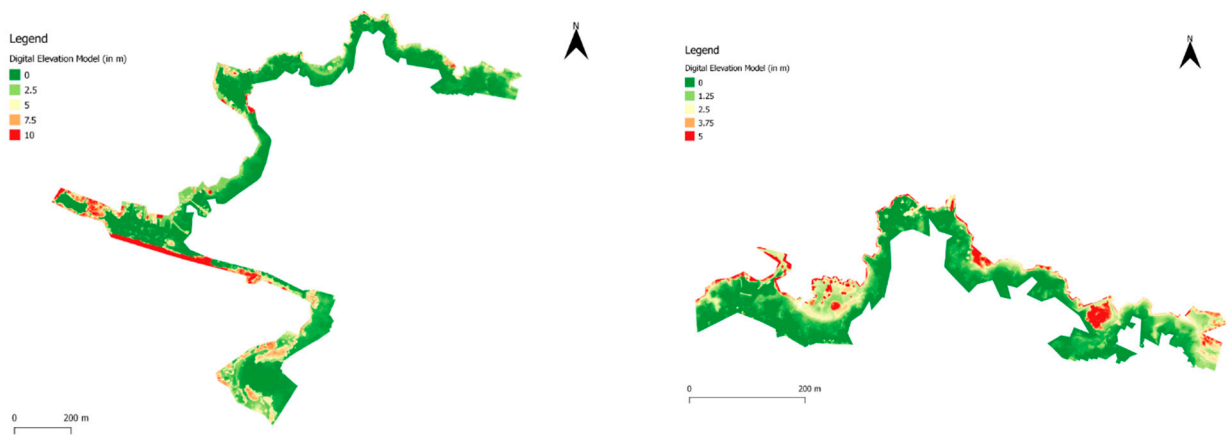 N
Legend
Digital Elevation Model (in m)
0
2.5
5
7.5
10
0 200 m
N
Legend
Digital Elevation Model (in m)
0
1.25
2.5
3.75
5
0 200 m